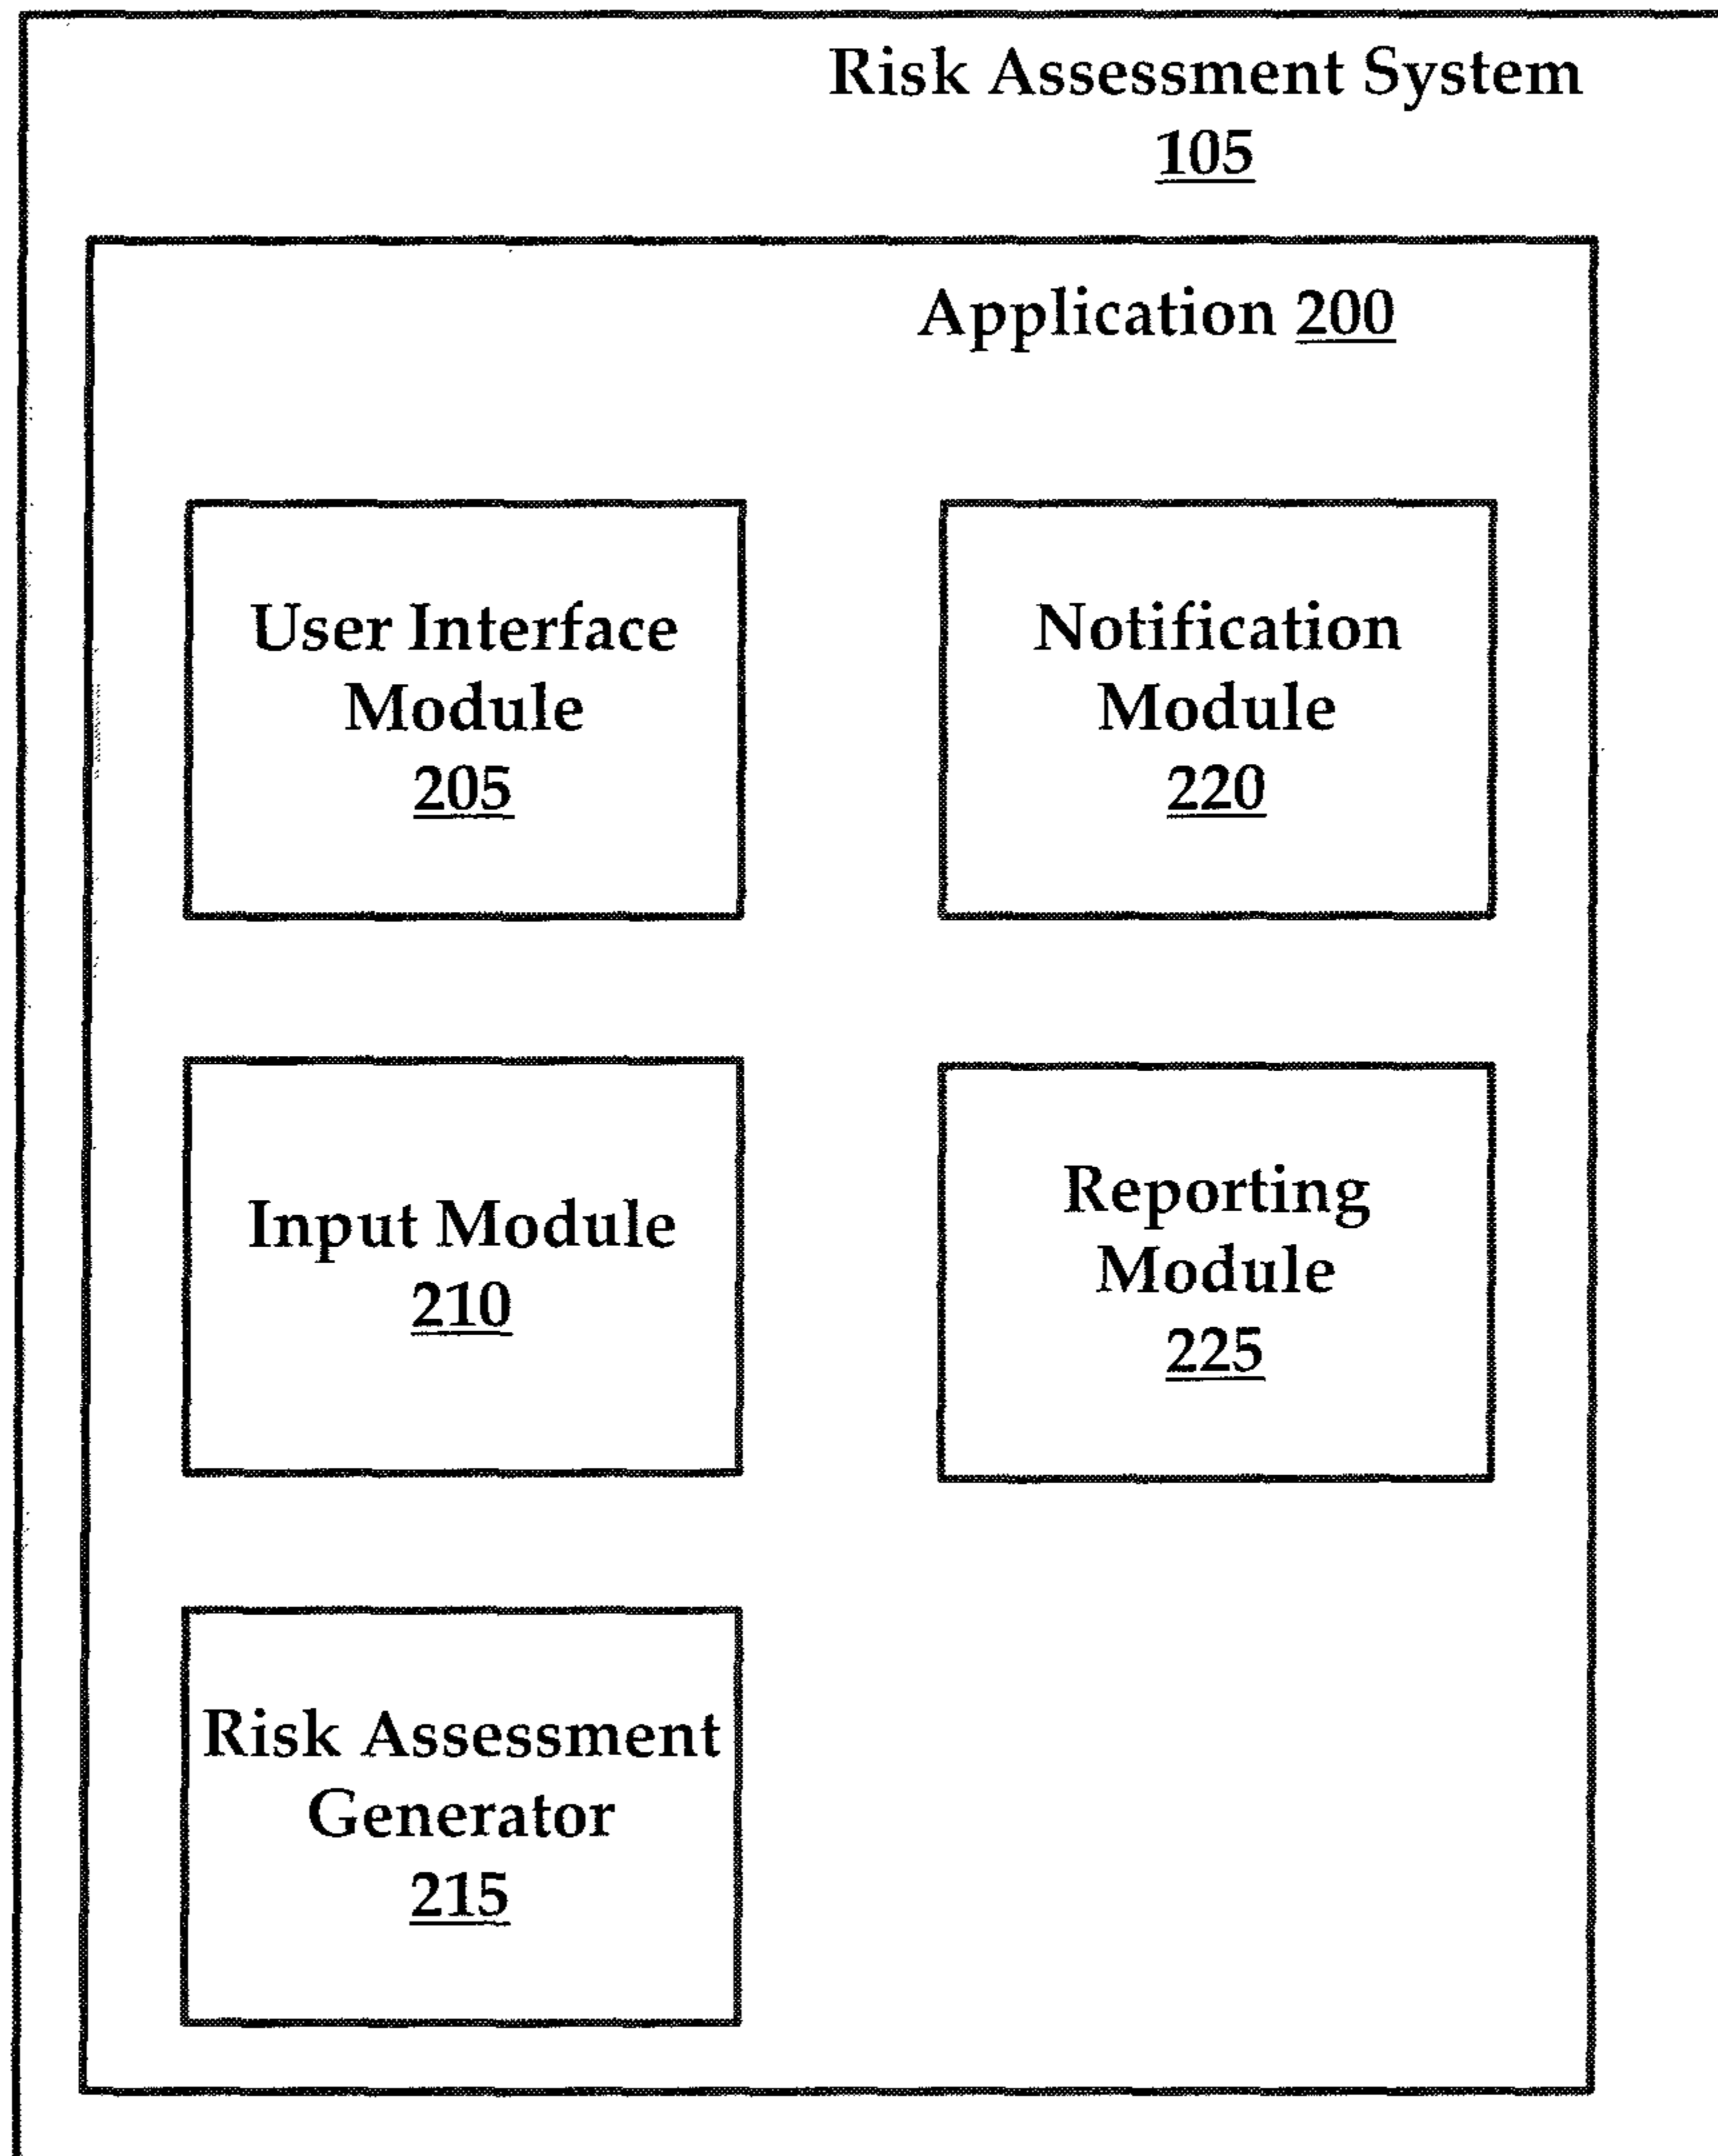 Risk Assessment System
105
Application 200
User Interface
Module
205
Notification
Module
220
Input Module
210
Reporting
Module
225
Risk Assessment
Generator
215